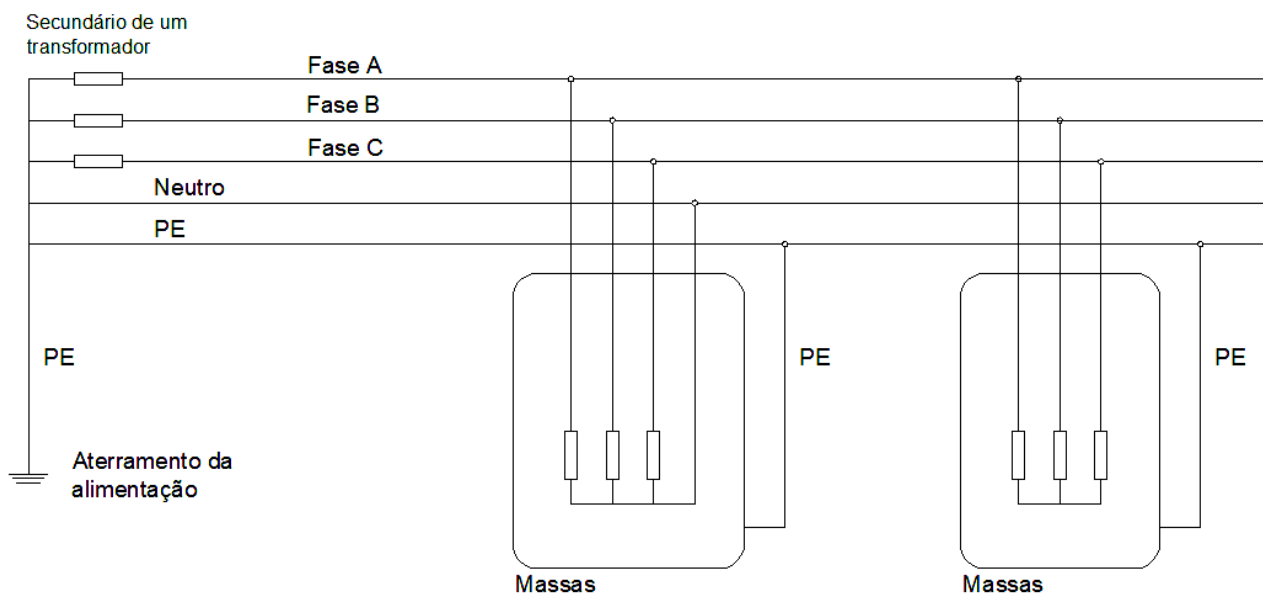 Secundário de um
transformador
Fase A
Fase B
Fase C
Neutro
PE
PE
PE
PE
Aterramento da
alimentação
Massas
Massas